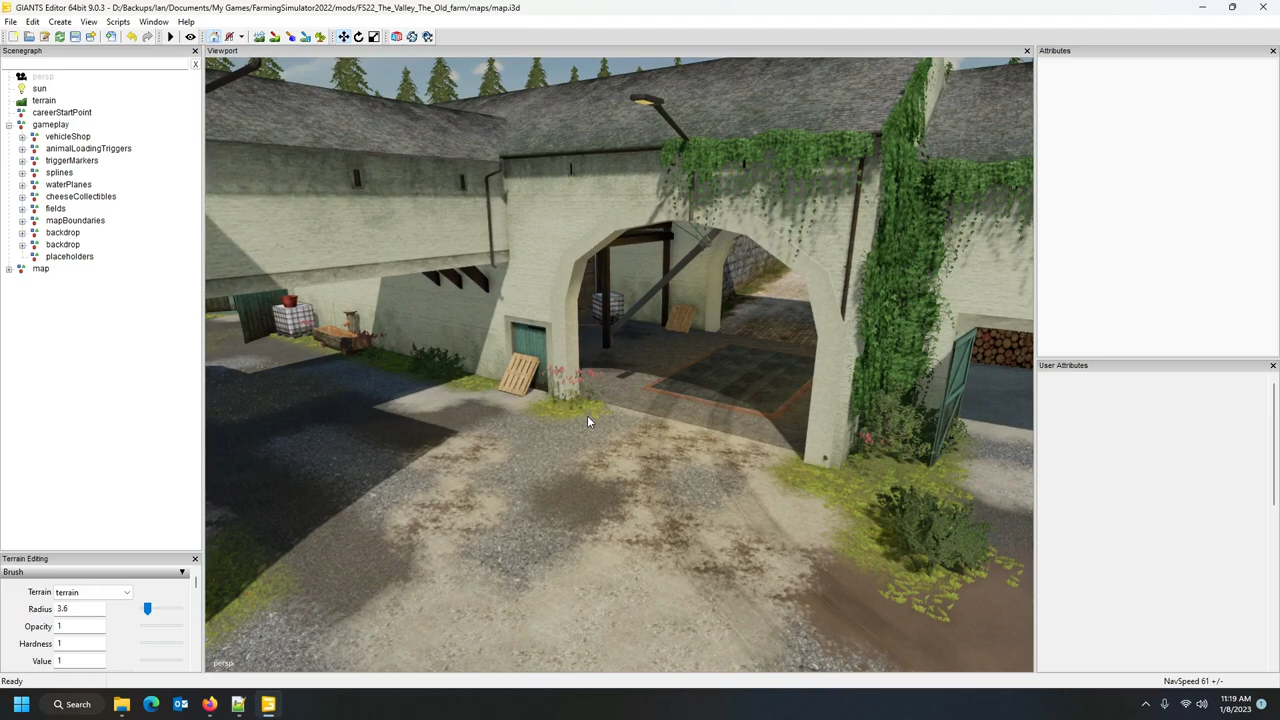 GIANTS Editor 64bit 9.0.3 - D:/Backups/Ian/Documents/My Games/FarmingSimulator2022/mods/FS22_The_Valley_The_Old_farm/maps/map.i3d
File Edit Create View Scripts Window Help
Scenegraph
X
persp
sun
terrain
careerStartPoint
gameplay
vehicleShop
animalLoadingTriggers
triggerMarkers
splines
waterPlanes
cheeseCollectibles
fields
mapBoundaries
backdrop
backdrop
placeholders
map
Terrain Editing
Brush
Terrain terrain
Radius 3.6
Opacity 1
Hardness 1
Value 1
Viewport
persp
Attributes
User Attributes
Ready
NavSpeed 61 +/-
Search
11:19 AM
1/8/2023
1